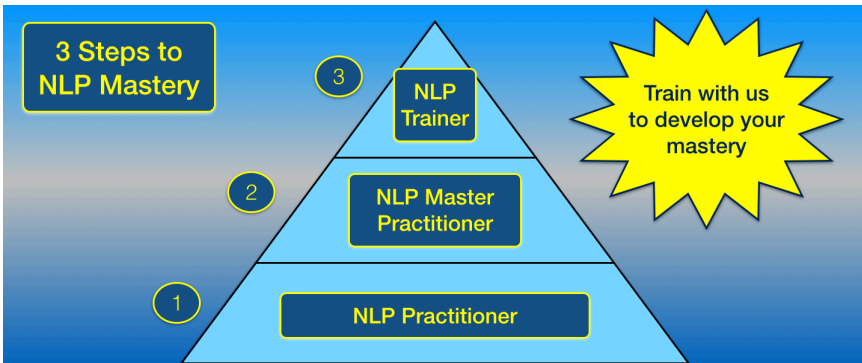 3 Steps to
NLP Mastery
3
NLP
Trainer
Train with us
to develop your
mastery
2
NLP Master
Practitioner
1
NLP Practitioner